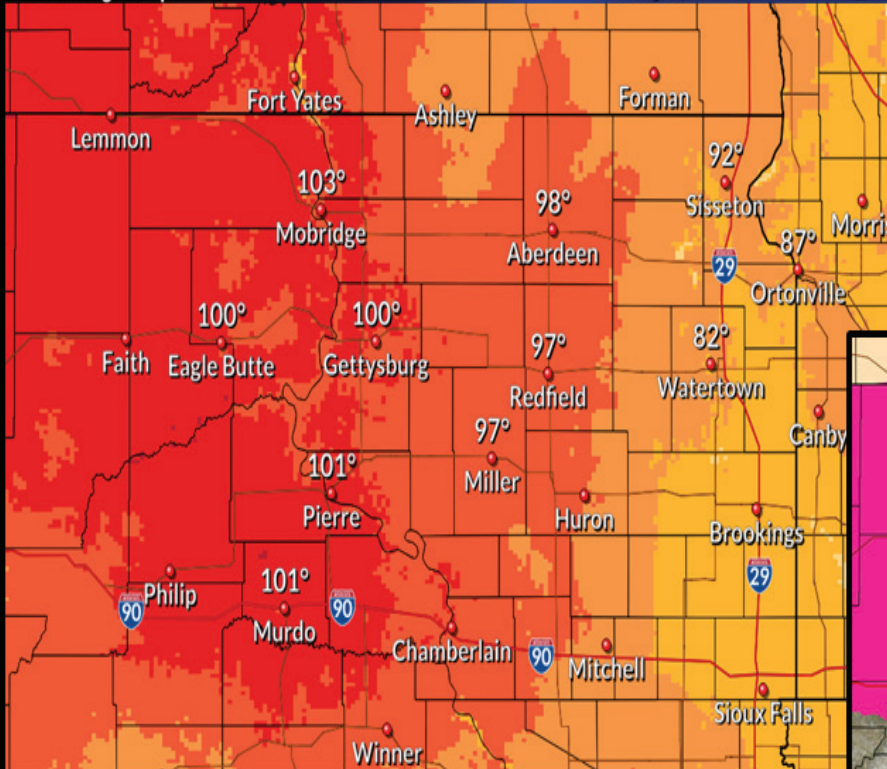 Fort Yates
Ashley
Forman
Lemmon
103°
Mobridge
98°
Aberdeen
92°
Sisseton
29
87°
Ortonville
100°
Eagle Butte
Faith
100°
Gettysburg
97°
Redfield
82°
Watertown
Canby
97°
Miller
101°
Pierre
Huron
Brookings
29
Philip
90
101°
Murdo
90
Chamberlain
90
Mitchell
Sioux Falls
Winner